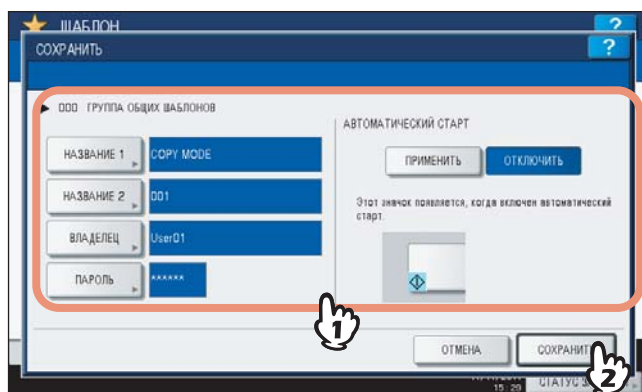 ШАБЛОН
?
СОХРАНИТЬ
?
000 ГРУППА ОБЩИХ ШАБЛОНОВ
АВТОМАТИЧЕСКИЙ СТАРТ
НАЗВАНИЕ 1 COPY MODE
ПРИМЕНИТЬ ОТКЛЮЧИТЬ
НАЗВАНИЕ 2 001
Этот значок появляется, когда включен автоматический
старт.
ВЛАДЕЛЕЦ User01
ПАРОЛЬ ******
1
ОТМЕНА СОХРАНИТЬ
2
15:29 СТАТУС